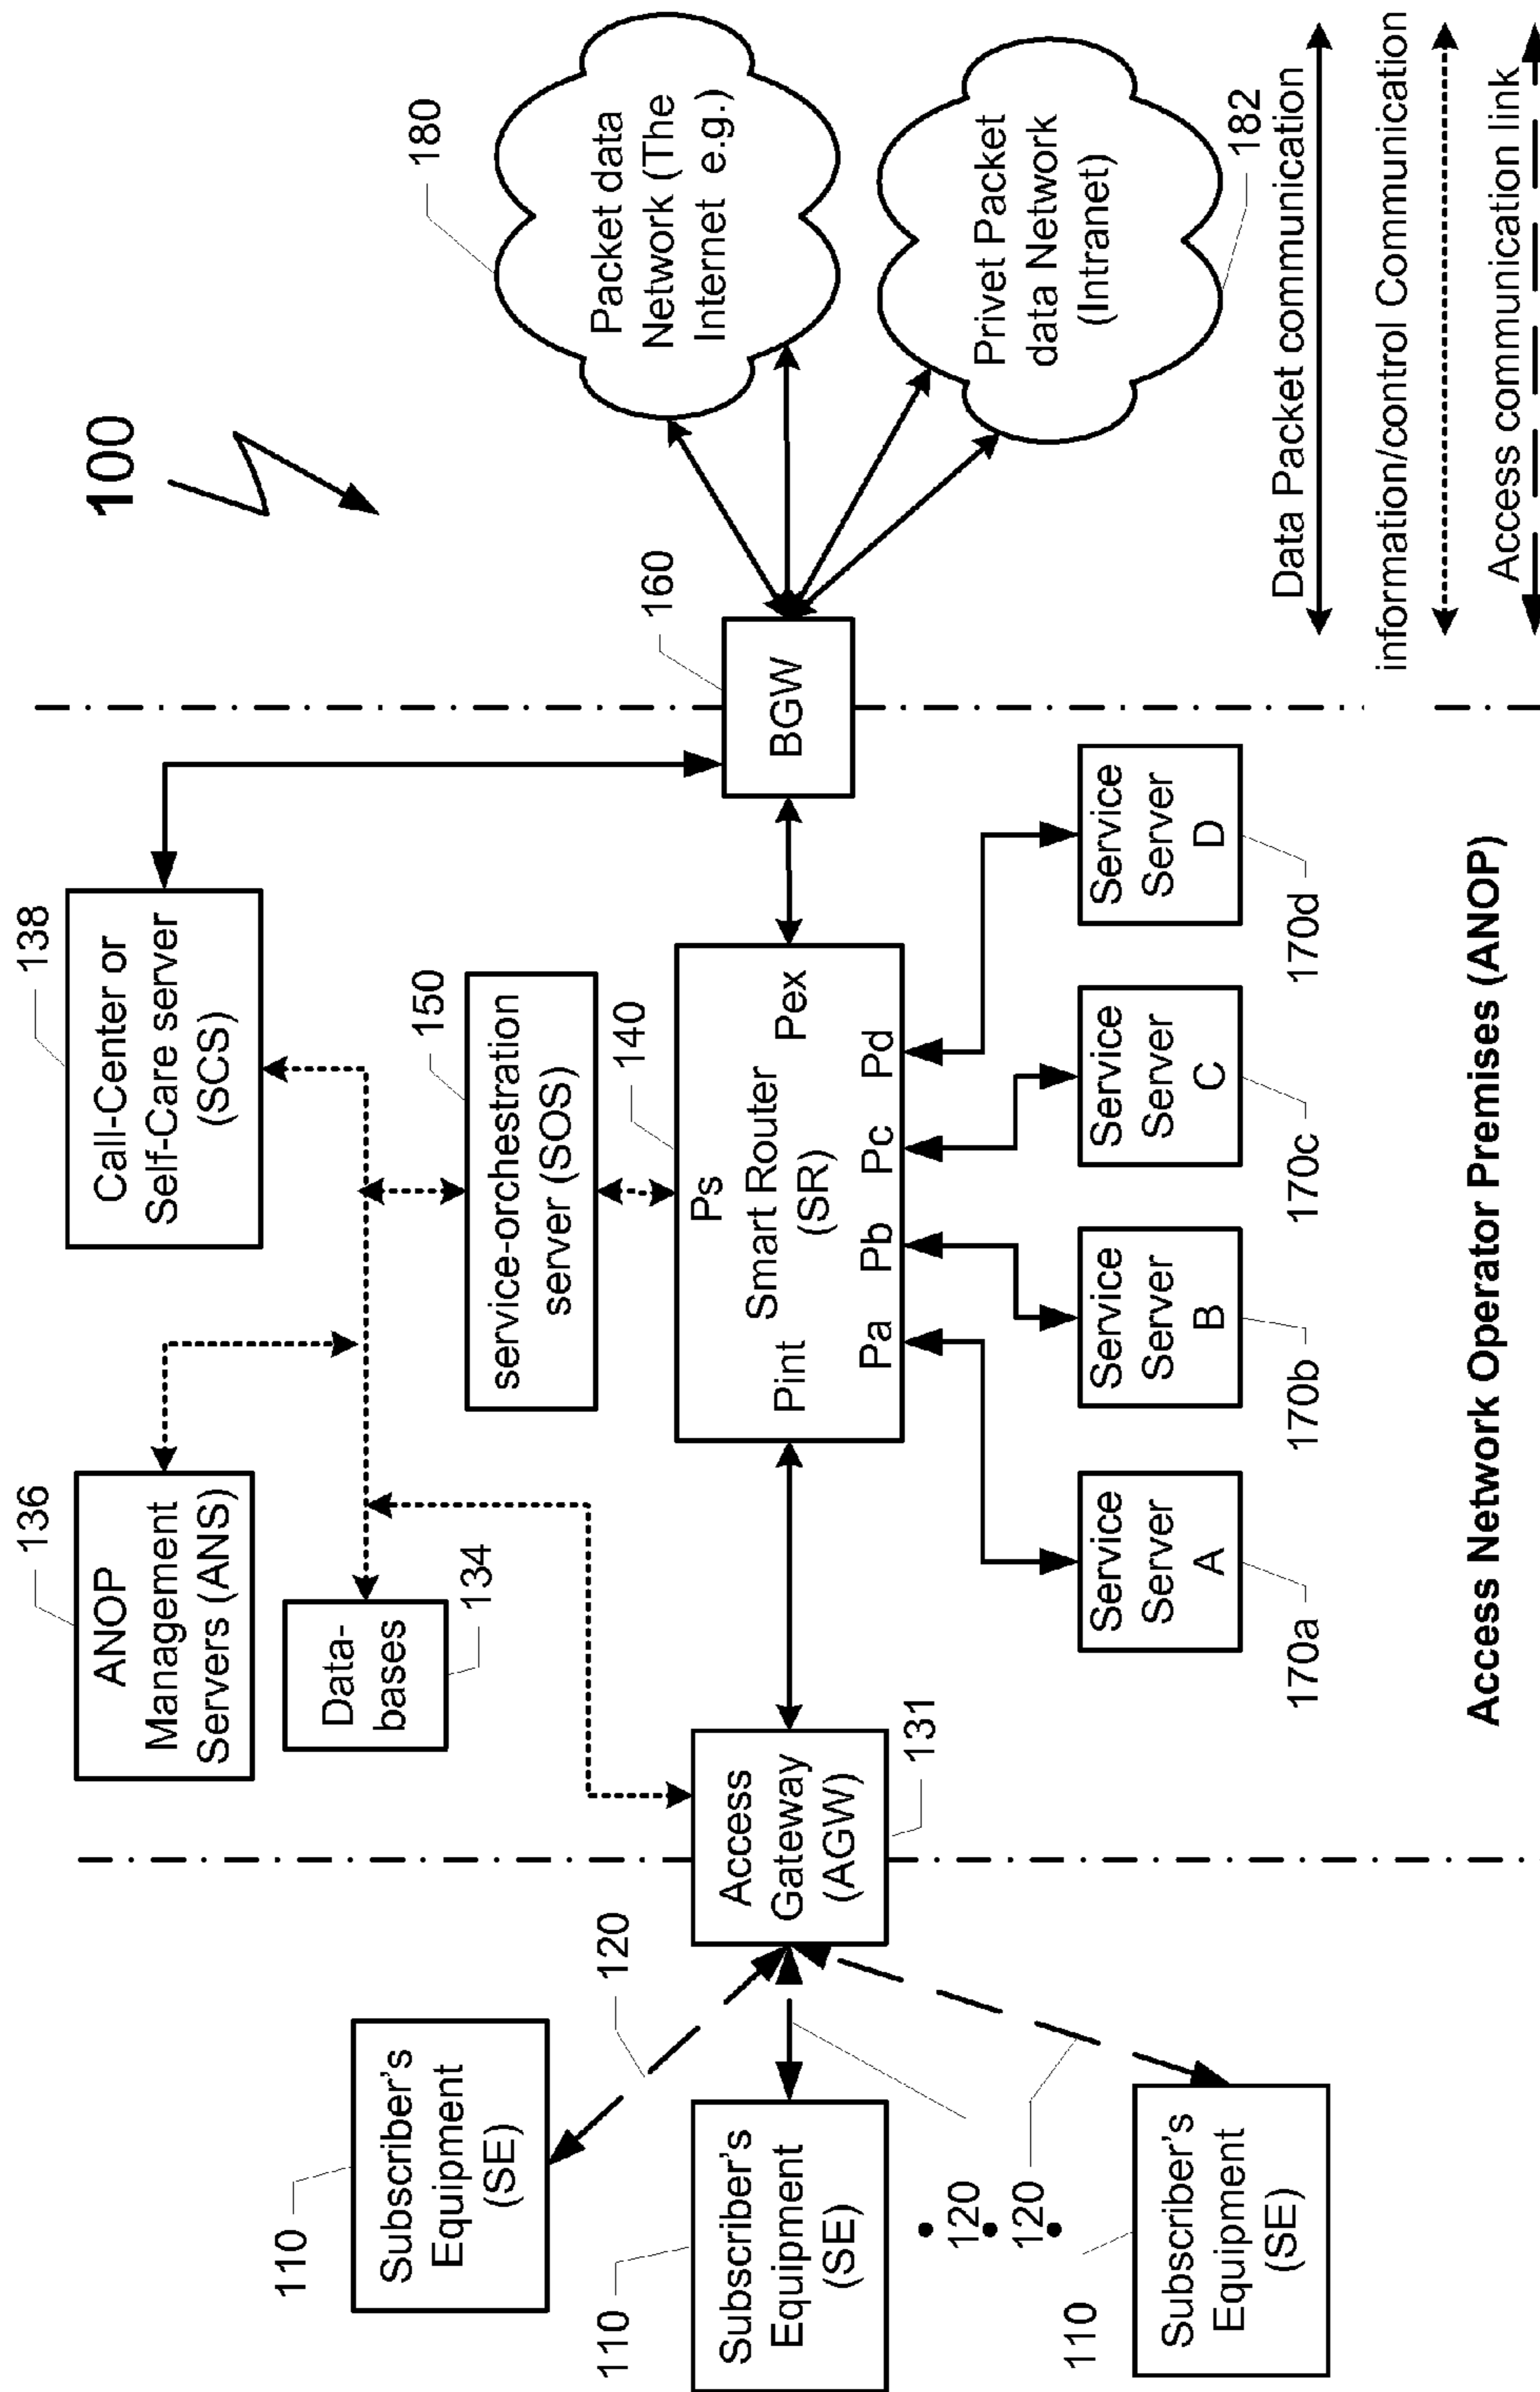 100
136
ANOP
Management
Servers (ANS)
138
Call-Center or
Self-Care server
(SCS)
Data-
bases
134
150
service-orchestration
server (SOS)
140
Ps
Pint
Smart Router
(SR)
Pex
Pa
Pb
Pc
Pd
110
Subscriber's
Equipment
(SE)
120
110
Subscriber's
Equipment
(SE)
120
120
110
Subscriber's
Equipment
(SE)
Access
Gateway
(AGW)
131
160
BGW
180
Packet data
Network (The
Internet e.g.)
Privet Packet
data Network
(Intranet)
182
Service
Server
A
170a
Service
Server
B
170b
Service
Server
C
170c
Service
Server
D
170d
Access Network Operator Premises (ANOP)
Data Packet communication
information/control Communication
Access communication link